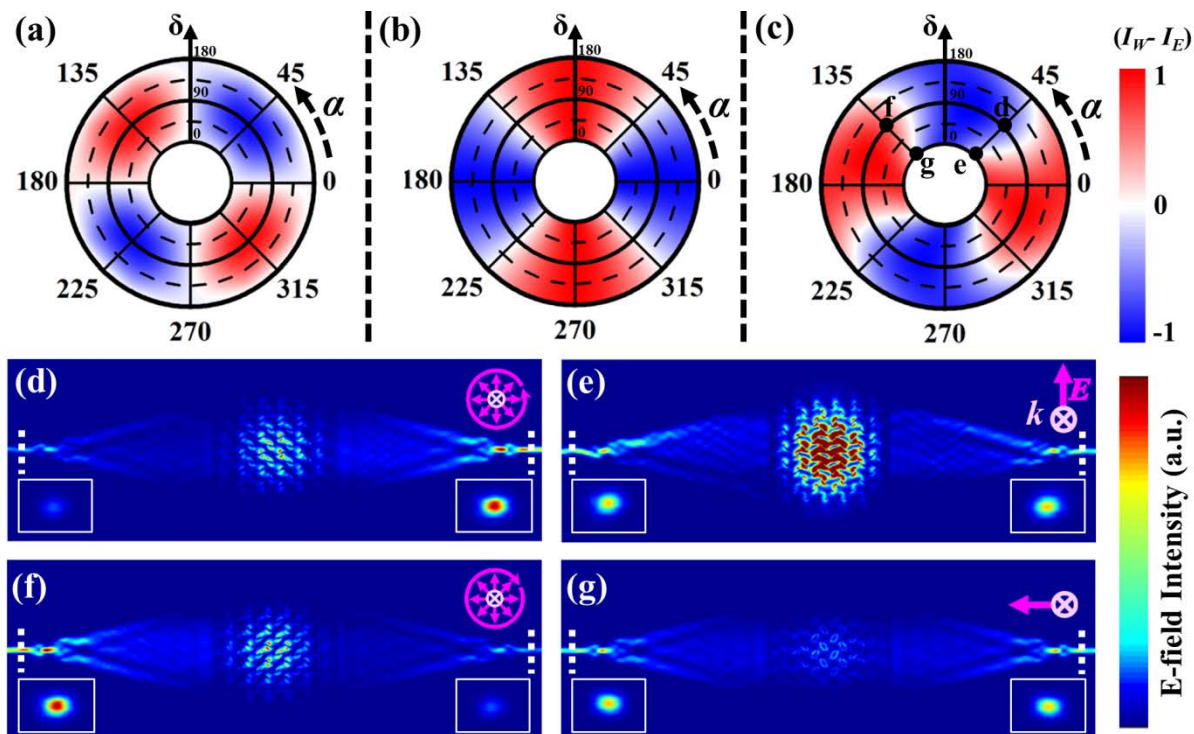 (a)
δ
180
90
0
135
45
α
180
0
225
315
270
(b)
δ
180
90
0
135
45
α
180
0
225
315
270
(c)
δ
180
90
0
135
45
α
f
d
g
e
180
0
225
315
270
(I_W- I_E)
1
0
-1
(d)
(e)
E
k
(f)
(g)
E-field Intensity (a.u.)